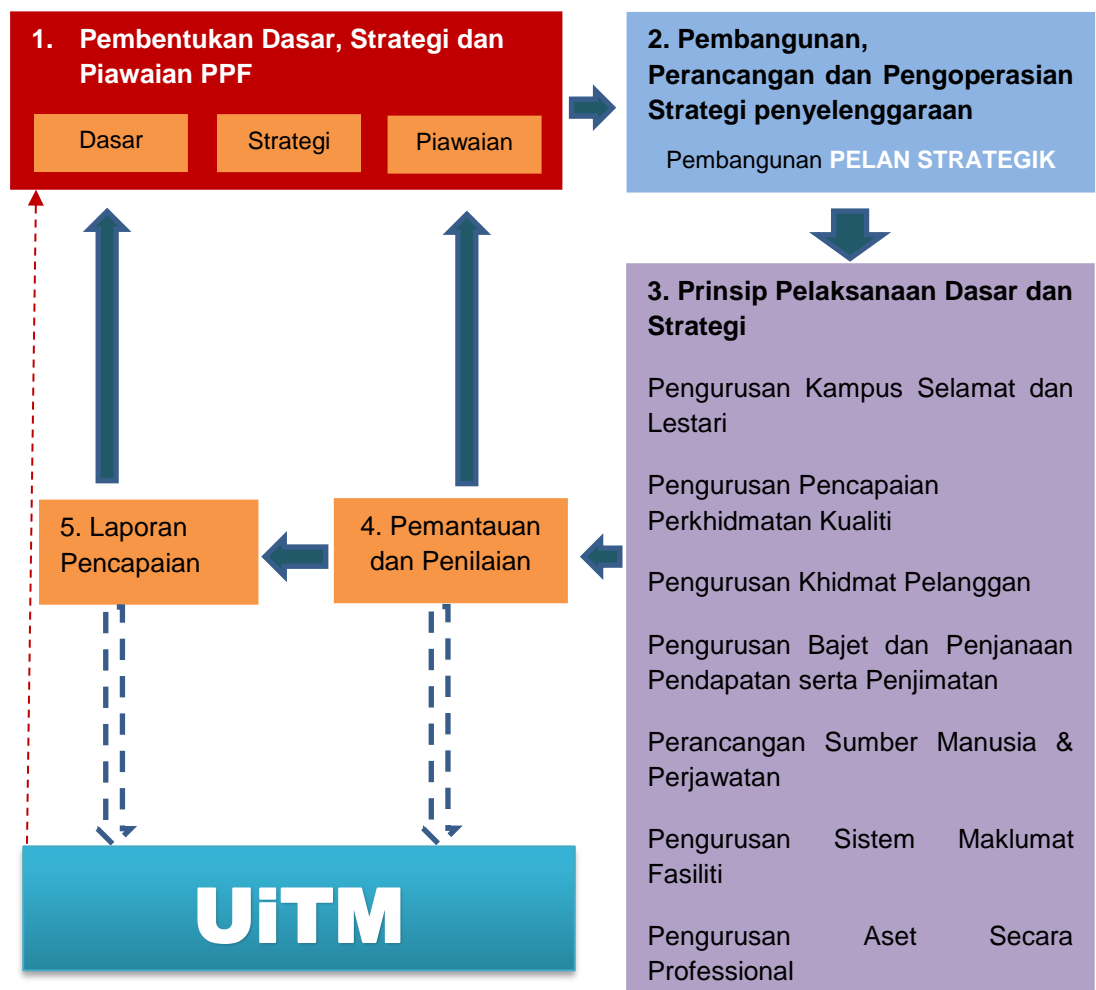 1. Pembentukan Dasar, Strategi dan
Piawaian PPF
Dasar
Strategi
Piawaian
2. Pembangunan,
Perancangan dan Pengoperasian
Strategi penyelenggaraan
Pembangunan PELAN STRATEGIK
3. Prinsip Pelaksanaan Dasar dan
Strategi
Pengurusan Kampus Selamat dan
Lestari
Pengurusan Pencapaian
Perkhidmatan Kualiti
Pengurusan Khidmat Pelanggan
Pengurusan Bajet dan Penjanaan
Pendapatan serta Penjimatan
Perancangan Sumber Manusia &
Perjawatan
Pengurusan Sistem Maklumat
Fasiliti
Pengurusan Aset Secara
Professional
4. Pemantauan
dan Penilaian
5. Laporan
Pencapaian
UiTM